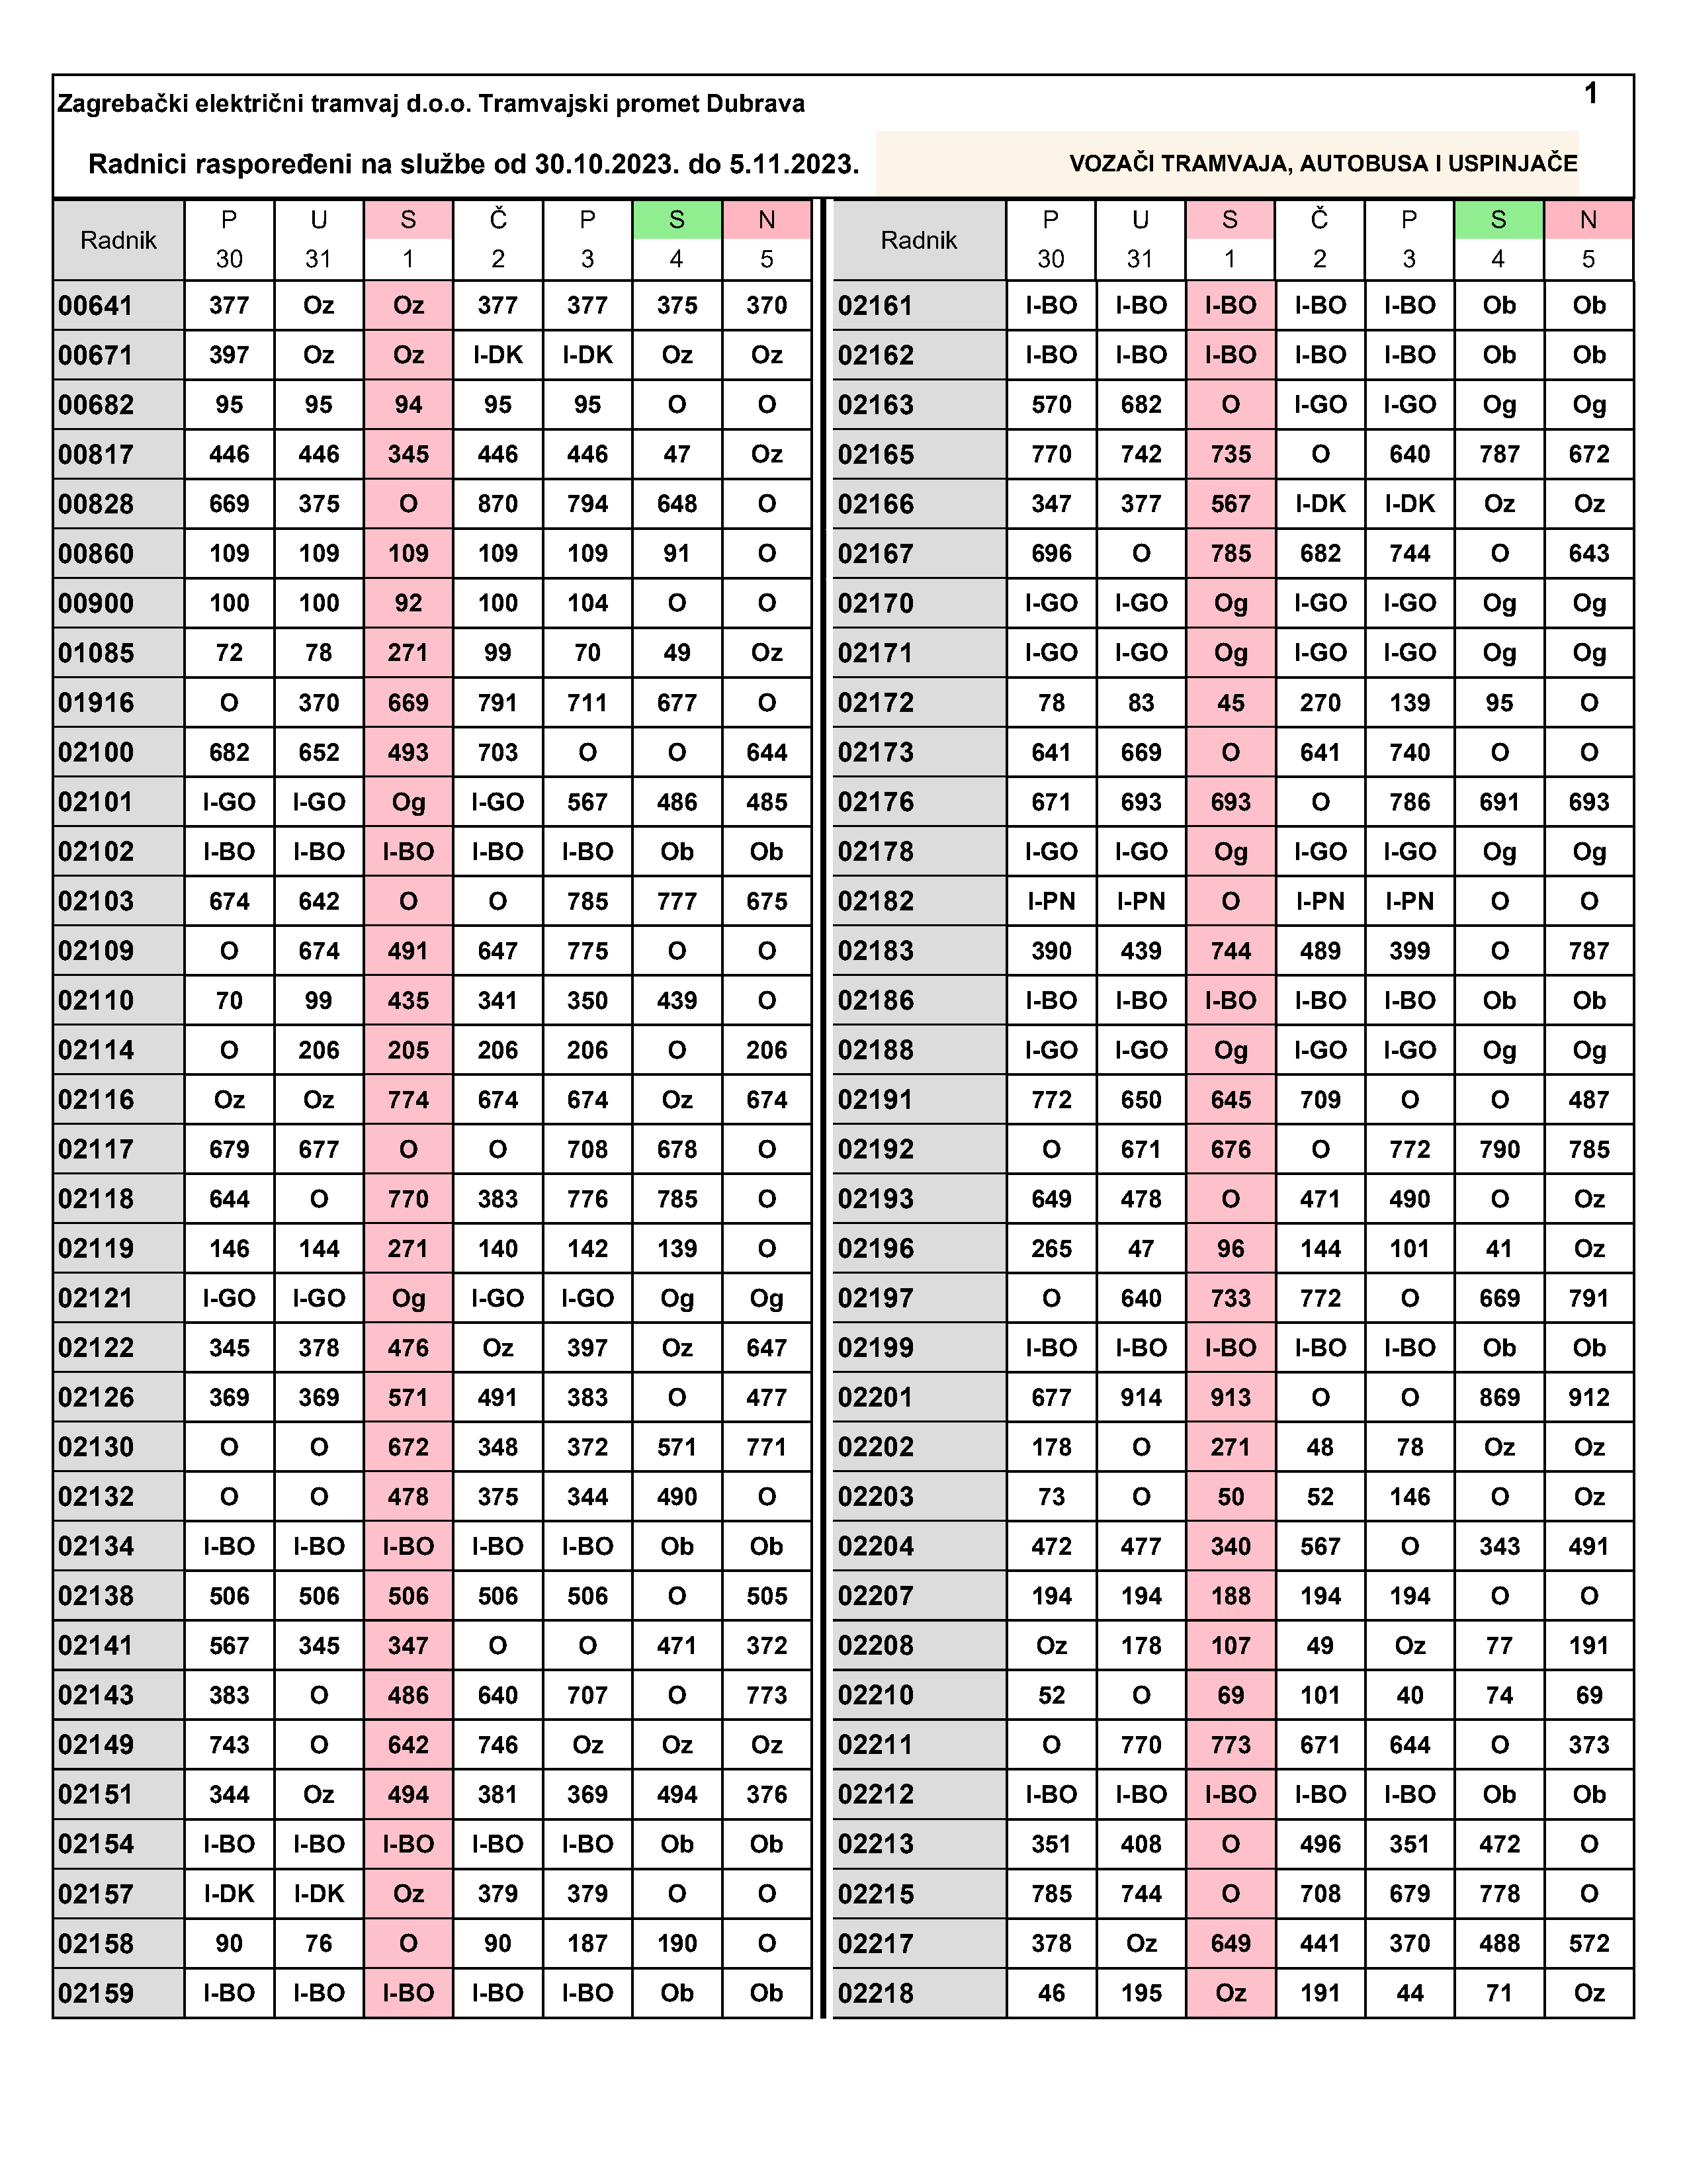 1
Zagrebački električni tramvaj d.o.o. Tramvajski promet Dubrava
Radnici raspoređeni na službe od 30.10.2023. do 5.11.2023. VOZAČI TRAMVAJA, AUTOBUSA I USPINJAČE
Radnik P U S Č P S N Radnik P U S Č P S N
30 31 1 2 3 4 5 30 31 1 2 3 4 5
00641 377 Oz Oz 377 377 375 370 02161 I-BO I-BO I-BO I-BO I-BO Ob Ob
00671 397 Oz Oz I-DK I-DK Oz Oz 02162 I-BO I-BO I-BO I-BO I-BO Ob Ob
00682 95 95 94 95 95 O O 02163 570 682 O I-GO I-GO Og Og
00817 446 446 345 446 446 47 Oz 02165 770 742 735 O 640 787 672
00828 669 375 O 870 794 648 O 02166 347 377 567 I-DK I-DK Oz Oz
00860 109 109 109 109 109 91 O 02167 696 O 785 682 744 O 643
00900 100 100 92 100 104 O O 02170 I-GO I-GO Og I-GO I-GO Og Og
01085 72 78 271 99 70 49 Oz 02171 I-GO I-GO Og I-GO I-GO Og Og
01916 O 370 669 791 711 677 O 02172 78 83 45 270 139 95 O
02100 682 652 493 703 O O 644 02173 641 669 O 641 740 O O
02101 I-GO I-GO Og I-GO 567 486 485 02176 671 693 693 O 786 691 693
02102 I-BO I-BO I-BO I-BO I-BO Ob Ob 02178 I-GO I-GO Og I-GO I-GO Og Og
02103 674 642 O O 785 777 675 02182 I-PN I-PN O I-PN I-PN O O
02109 O 674 491 647 775 O O 02183 390 439 744 489 399 O 787
02110 70 99 435 341 350 439 O 02186 I-BO I-BO I-BO I-BO I-BO Ob Ob
02114 O 206 205 206 206 O 206 02188 I-GO I-GO Og I-GO I-GO Og Og
02116 Oz Oz 774 674 674 Oz 674 02191 772 650 645 709 O O 487
02117 679 677 O O 708 678 O 02192 O 671 676 O 772 790 785
02118 644 O 770 383 776 785 O 02193 649 478 O 471 490 O Oz
02119 146 144 271 140 142 139 O 02196 265 47 96 144 101 41 Oz
02121 I-GO I-GO Og I-GO I-GO Og Og 02197 O 640 733 772 O 669 791
02122 345 378 476 Oz 397 Oz 647 02199 I-BO I-BO I-BO I-BO I-BO Ob Ob
02126 369 369 571 491 383 O 477 02201 677 914 913 O O 869 912
02130 O O 672 348 372 571 771 02202 178 O 271 48 78 Oz Oz
02132 O O 478 375 344 490 O 02203 73 O 50 52 146 O Oz
02134 I-BO I-BO I-BO I-BO I-BO Ob Ob 02204 472 477 340 567 O 343 491
02138 506 506 506 506 506 O 505 02207 194 194 188 194 194 O O
02141 567 345 347 O O 471 372 02208 Oz 178 107 49 Oz 77 191
02143 383 O 486 640 707 O 773 02210 52 O 69 101 40 74 69
02149 743 O 642 746 Oz Oz Oz 02211 O 770 773 671 644 O 373
02151 344 Oz 494 381 369 494 376 02212 I-BO I-BO I-BO I-BO I-BO Ob Ob
02154 I-BO I-BO I-BO I-BO I-BO Ob Ob 02213 351 408 O 496 351 472 O
02157 I-DK I-DK Oz 379 379 O O 02215 785 744 O 708 679 778 O
02158 90 76 O 90 187 190 O 02217 378 Oz 649 441 370 488 572
02159 I-BO I-BO I-BO I-BO I-BO Ob Ob 02218 46 195 Oz 191 44 71 Oz